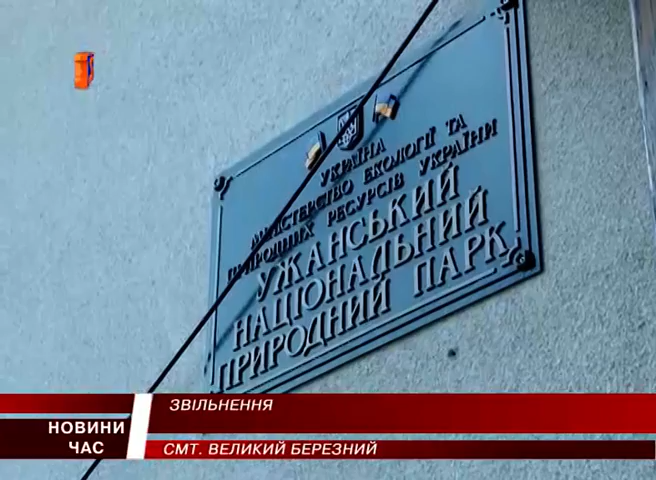 УКРАЇНА
МІНІСТЕРСТВО ЕКОЛОГІЇ ТА
ПРИРОДНИХ РЕСУРСІВ УКРАЇНИ
УЖАНСЬКИЙ
НАЦІОНАЛЬНИЙ
ПРИРОДНИЙ ПАРК
ЗВІЛЬНЕННЯ
НОВИНИ
ЧАС
СМТ. ВЕЛИКИЙ БЕРЕЗНИЙ